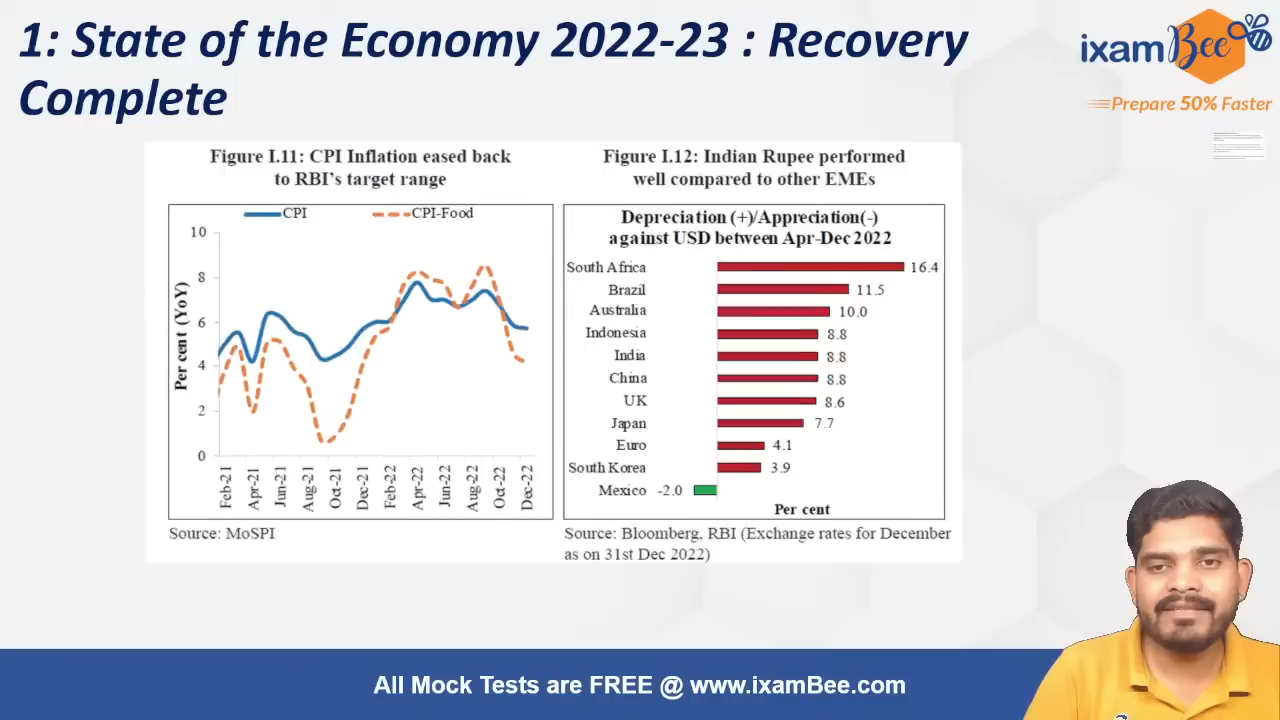 1: State of the Economy 2022-23 : Recovery
Complete
ixamBee
Prepare 50% Faster
Figure I.11: CPI Inflation eased back
to RBI's target range
CPI CPI-Food
Per cent (YoY)
10
8
6
4
2
0
Feb-21 Apr-21 Jun-21 Aug-21 Oct-21 Dec-21 Feb-22 Apr-22 Jun-22 Aug-22 Oct-22 Dec-22
Source: MoSPI
Figure I.12: Indian Rupee performed
well compared to other EMEs
Depreciation (+)/Appreciation(-)
against USD between Apr-Dec 2022
South Africa 16.4
Brazil 11.5
Australia 10.0
Indonesia 8.8
India 8.8
China 8.8
UK 8.6
Japan 7.7
Euro 4.1
South Korea 3.9
Mexico -2.0
Per cent
Source: Bloomberg, RBI (Exchange rates for December
as on 31st Dec 2022)
All Mock Tests are FREE @ www.ixamBee.com